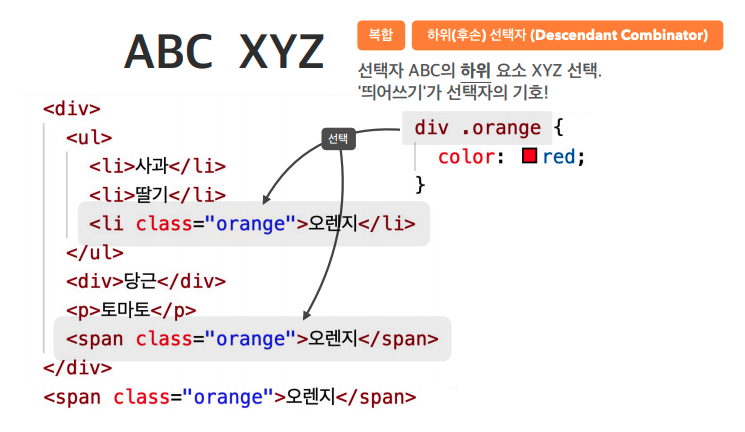 ABC XYZ
복합
하위(후손) 선택자 (Descendant Combinator)
선택자 ABC의 하위 요소 XYZ 선택.
'띄어쓰기'가 선택자의 기호!
<div>
<ul>
<li>사과</li>
<li>딸기</li>
<li class="orange">오렌지</li>
</ul>
<div>당근</div>
<p>토마토</p>
<span class="orange">오렌지</span>
</div>
<span class="orange">오렌지</span>
선택
div .orange {
color: red;
}